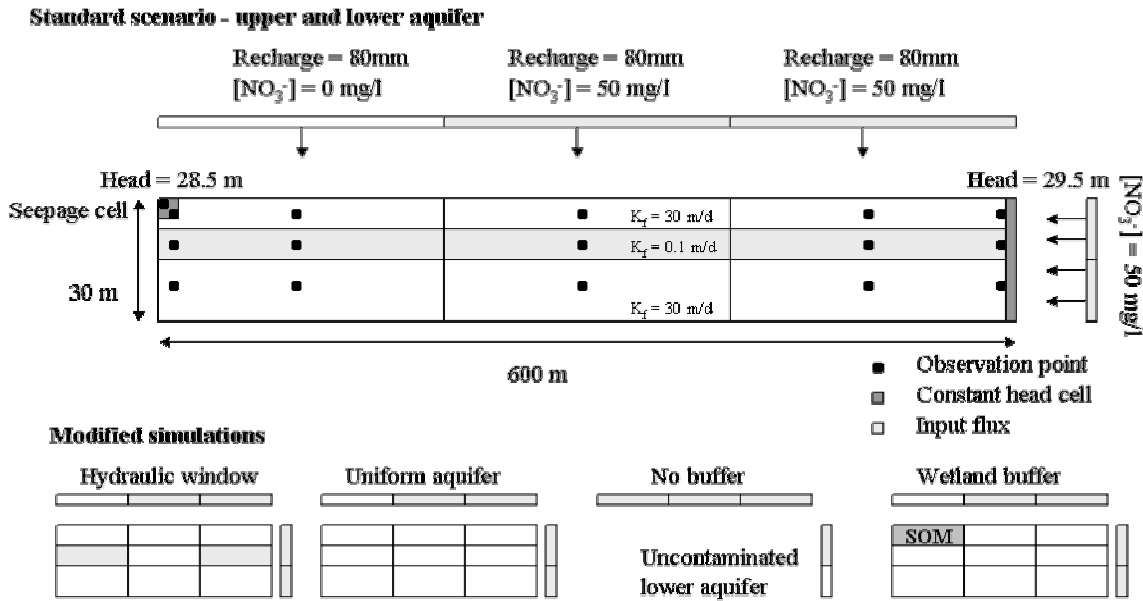 Standard scenario - upper and lower aquifer
Recharge = 80mm
[NO₃⁻] = 0 mg/l
Recharge = 80mm
[NO₃⁻] = 50 mg/l
Recharge = 80mm
[NO₃⁻] = 50 mg/l
Head = 28.5 m
Head = 29.5 m
Seepage cell
[NO₃⁻] = 50 mg/l
K_f = 30 m/d
K_f = 0.1 m/d
K_f = 30 m/d
30 m
600 m
Observation point
Constant head cell
Input flux
Modified simulations
Hydraulic window
Uniform aquifer
No buffer
Wetland buffer
SOM
Uncontaminated
lower aquifer